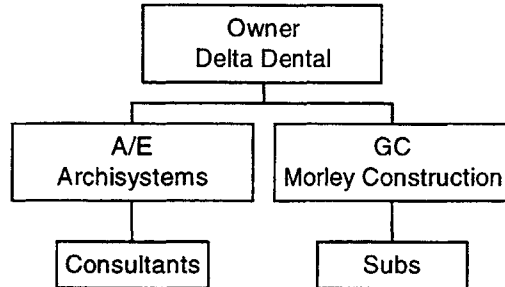 Owner
Delta Dental
A/E
Archisystems
GC
Morley Construction
Consultants
Subs